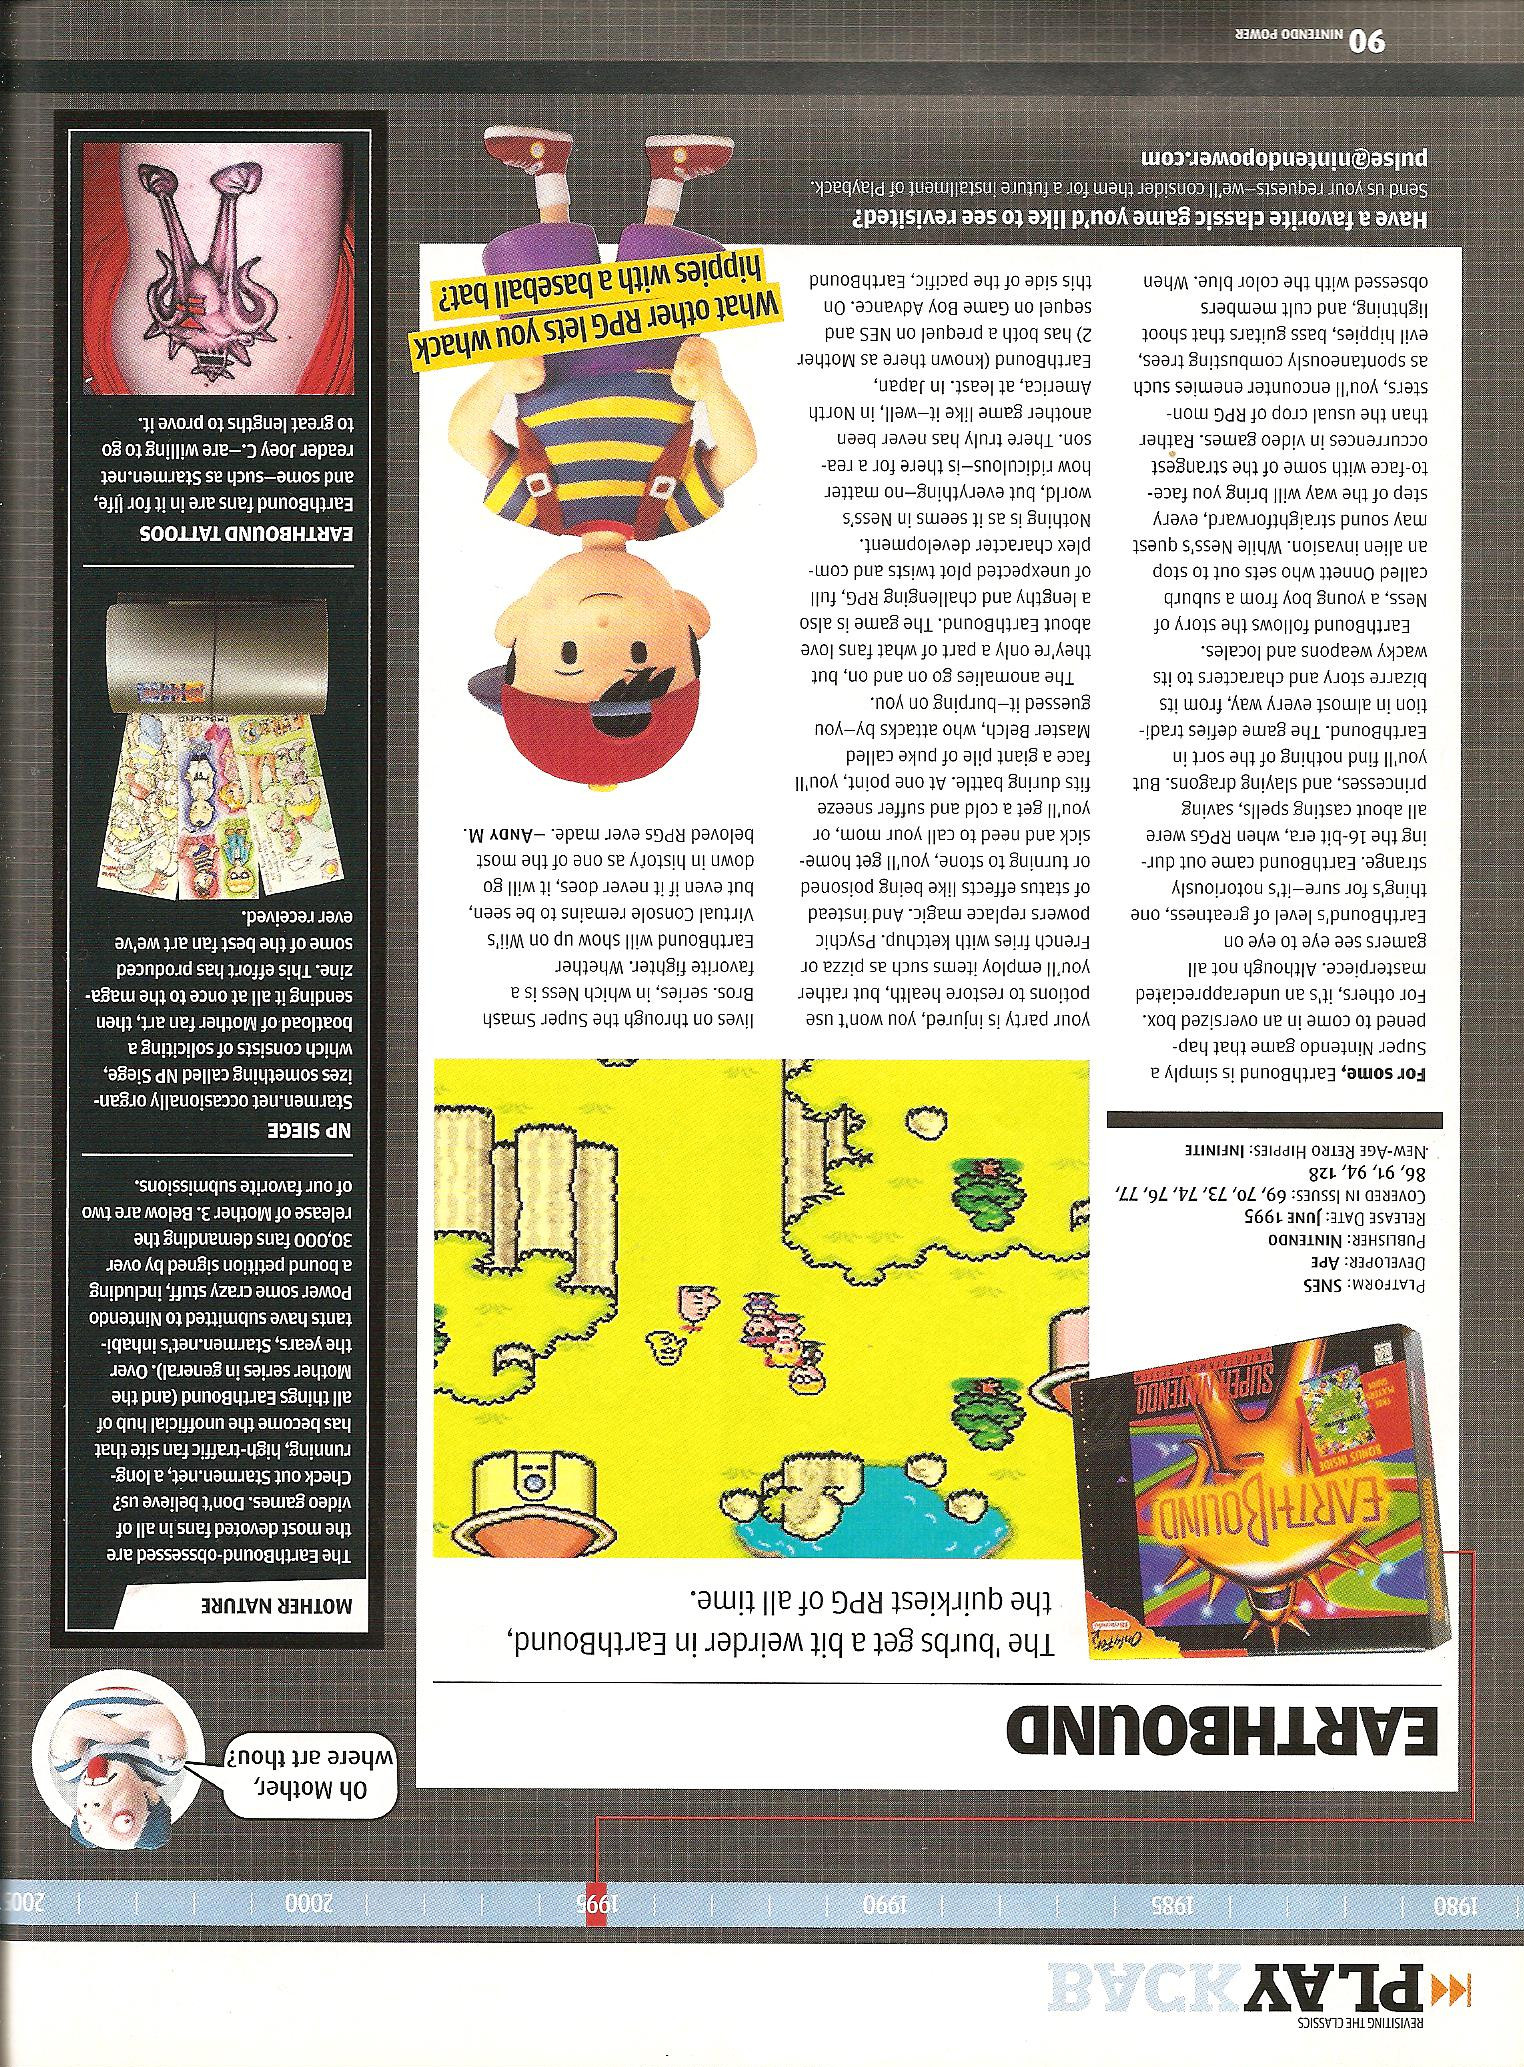 REVISITING THE CLASSICS
PLAYBACK
1980
1985
1990
1995
2000
200
Oh Mother,
where art thou?
EARTHBOUND
The 'burbs get a bit weirder in EarthBound,
the quirkiest RPG of all time.
Only For
Nintendo
EARTHBOUND
BONUS INSIDE
FREE
PLAYER'S
GUIDE
SUPER NINTENDO
ENTERTAINMENT SYSTEM
PLATFORM: SNES
DEVELOPER: APE
PUBLISHER: NINTENDO
RELEASE DATE: JUNE 1995
COVERED IN ISSUES: 69, 70, 73, 74, 76, 77,
86, 91, 94, 128
NEW-AGE RETRO HIPPIES: INFINITE
For some, EarthBound is simply a
Super Nintendo game that hap-
pened to come in an oversized box.
For others, it's an underappreciated
masterpiece. Although not all
gamers see eye to eye on
EarthBound's level of greatness, one
thing's for sure—it's notoriously
strange. EarthBound came out dur-
ing the 16-bit era, when RPGs were
all about casting spells, saving
princesses, and slaying dragons. But
you'll find nothing of the sort in
EarthBound. The game defies tradi-
tion in almost every way, from its
bizarre story and characters to its
wacky weapons and locales.
EarthBound follows the story of
Ness, a young boy from a suburb
called Onnett who sets out to stop
an alien invasion. While Ness's quest
may sound straightforward, every
step of the way will bring you face-
to-face with some of the strangest
occurrences in video games. Rather
than the usual crop of RPG mon-
sters, you'll encounter enemies such
as spontaneously combusting trees,
evil hippies, bass guitars that shoot
lightning, and cult members
obsessed with the color blue. When
your party is injured, you won't use
potions to restore health, but rather
you'll employ items such as pizza or
French fries with ketchup. Psychic
powers replace magic. And instead
of status effects like being poisoned
or turning to stone, you'll get home-
sick and need to call your mom, or
you'll get a cold and suffer sneeze
fits during battle. At one point, you'll
face a giant pile of puke called
Master Belch, who attacks by—you
guessed it—burping on you.
The anomalies go on and on, but
they're only a part of what fans love
about EarthBound. The game is also
a lengthy and challenging RPG, full
of unexpected plot twists and com-
plex character development.
Nothing is as it seems in Ness's
world, but everything—no matter
how ridiculous—is there for a rea-
son. There truly has never been
another game like it—well, in North
America, at least. In Japan,
EarthBound (known there as Mother
2) has both a prequel on NES and
sequel on Game Boy Advance. On
this side of the pacific, EarthBound
lives on through the Super Smash
Bros. series, in which Ness is a
favorite fighter. Whether
EarthBound will show up on Wii's
Virtual Console remains to be seen,
but even if it never does, it will go
down in history as one of the most
beloved RPGs ever made. —ANDY M.
What other RPG lets you whack
hippies with a baseball bat?
MOTHER NATURE
The EarthBound-obssessed are
the most devoted fans in all of
video games. Don't believe us?
Check out Starmen.net, a long-
running, high-traffic fan site that
has become the unofficial hub of
all things EarthBound (and the
Mother series in general). Over
the years, Starmen.net's inhabi-
tants have submitted to Nintendo
Power some crazy stuff, including
a bound petition signed by over
30,000 fans demanding the
release of Mother 3. Below are two
of our favorite submissions.
NP SIEGE
Starmen.net occasionally organ-
izes something called NP Siege,
which consists of soliciting a
boatload of Mother fan art, then
sending it all at once to the maga-
zine. This effort has produced
some of the best fan art we've
ever received.
EARTHBOUND TATTOOS
EarthBound fans are in it for life,
and some—such as Starmen.net
reader Joey C.—are willing to go
to great lengths to prove it.
Have a favorite classic game you'd like to see revisited?
Send us your requests—we'll consider them for a future installment of Playback.
pulse@nintendopower.com
90 NINTENDO POWER